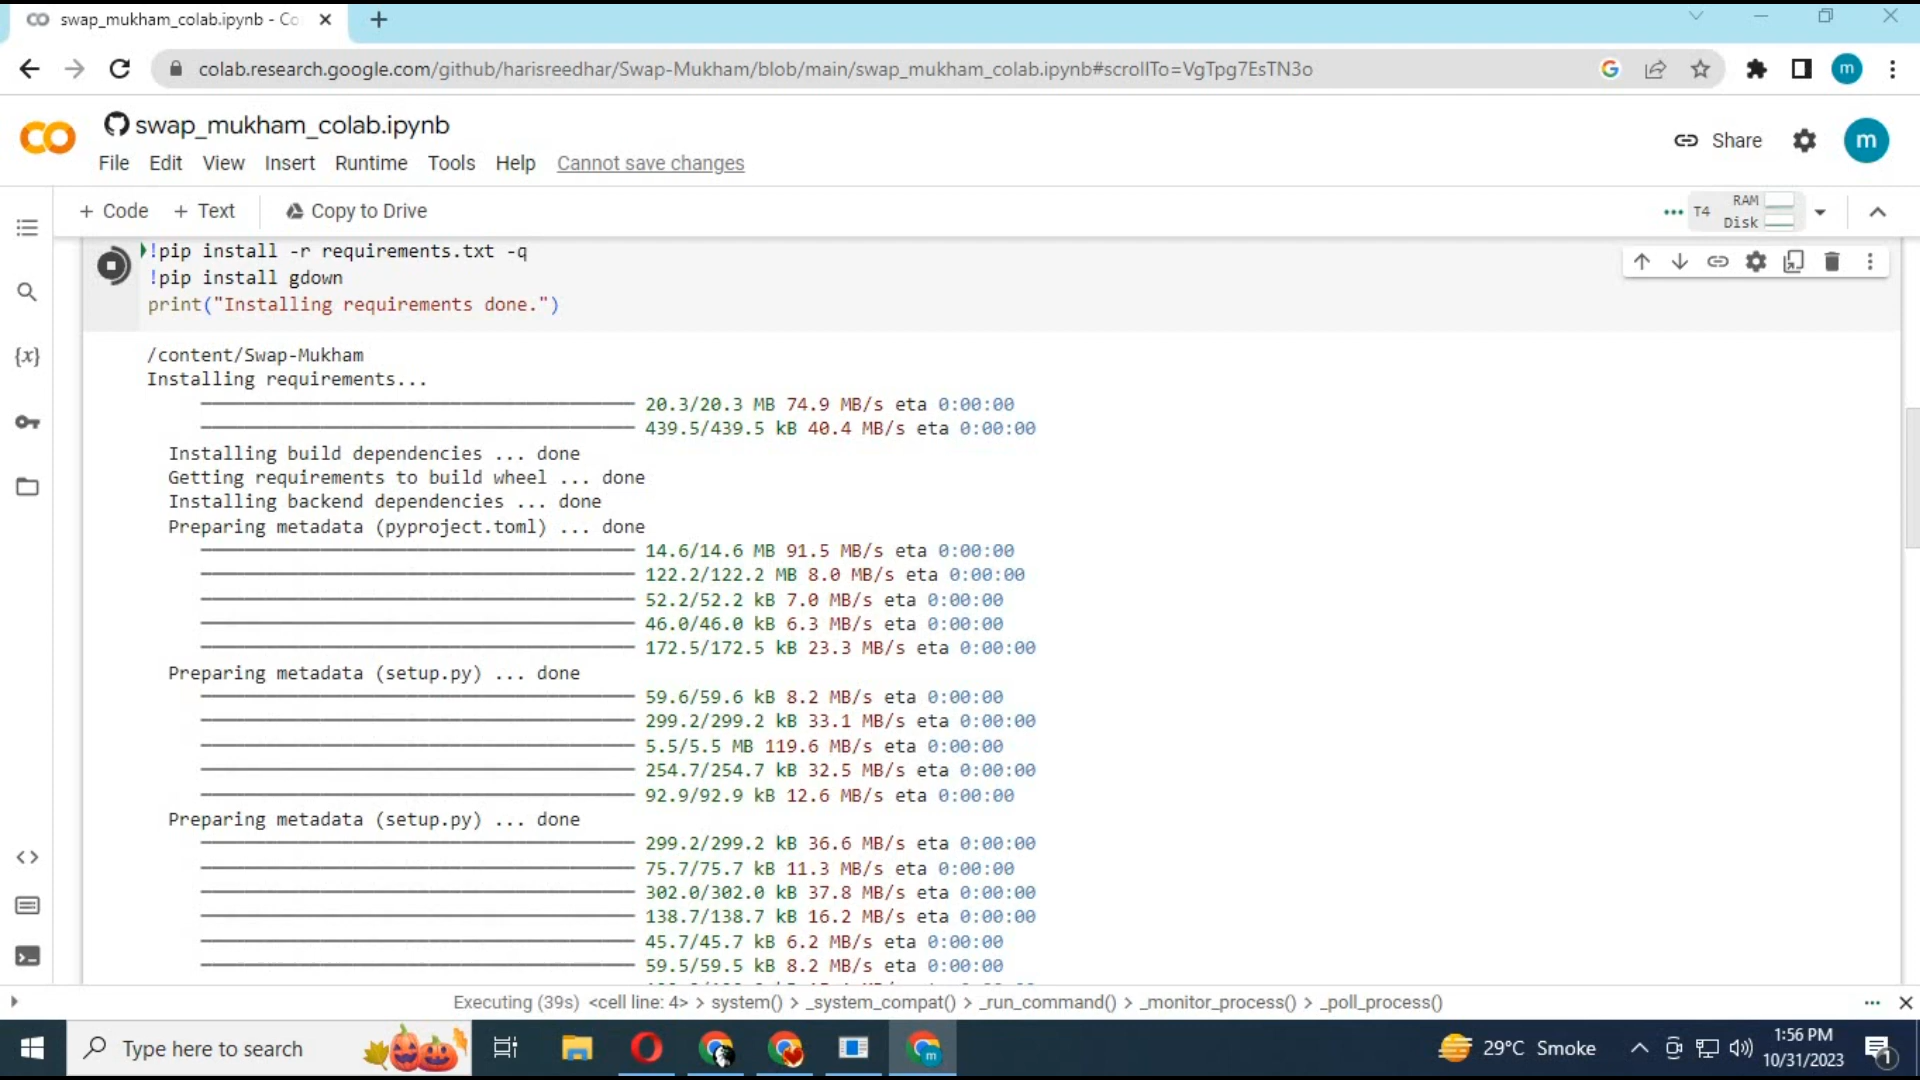 swap_mukham_colab.ipynb - Co
colab.research.google.com/github/harisreedhar/Swap-Mukham/blob/main/swap_mukham_colab.ipynb#scrollTo=VgTpg7EsTN3o
m
swap_mukham_colab.ipynb
Share
m
File Edit View Insert Runtime Tools Help Cannot save changes
+ Code + Text Copy to Drive
T4 RAM
Disk
!pip install -r requirements.txt -q
!pip install gdown
print("Installing requirements done.")
{x}
/content/Swap-Mukham
Installing requirements...
20.3/20.3 MB 74.9 MB/s eta 0:00:00
439.5/439.5 kB 40.4 MB/s eta 0:00:00
Installing build dependencies ... done
Getting requirements to build wheel ... done
Installing backend dependencies ... done
Preparing metadata (pyproject.toml) ... done
14.6/14.6 MB 91.5 MB/s eta 0:00:00
122.2/122.2 MB 8.0 MB/s eta 0:00:00
52.2/52.2 kB 7.0 MB/s eta 0:00:00
46.0/46.0 kB 6.3 MB/s eta 0:00:00
172.5/172.5 kB 23.3 MB/s eta 0:00:00
Preparing metadata (setup.py) ... done
59.6/59.6 kB 8.2 MB/s eta 0:00:00
299.2/299.2 kB 33.1 MB/s eta 0:00:00
5.5/5.5 MB 119.6 MB/s eta 0:00:00
254.7/254.7 kB 32.5 MB/s eta 0:00:00
92.9/92.9 kB 12.6 MB/s eta 0:00:00
Preparing metadata (setup.py) ... done
299.2/299.2 kB 36.6 MB/s eta 0:00:00
75.7/75.7 kB 11.3 MB/s eta 0:00:00
302.0/302.0 kB 37.8 MB/s eta 0:00:00
138.7/138.7 kB 16.2 MB/s eta 0:00:00
45.7/45.7 kB 6.2 MB/s eta 0:00:00
59.5/59.5 kB 8.2 MB/s eta 0:00:00
Executing (39s) <cell line: 4> > system() > _system_compat() > _run_command() > _monitor_process() > _poll_process()
Type here to search
m
29°C Smoke
1:56 PM
10/31/2023
1